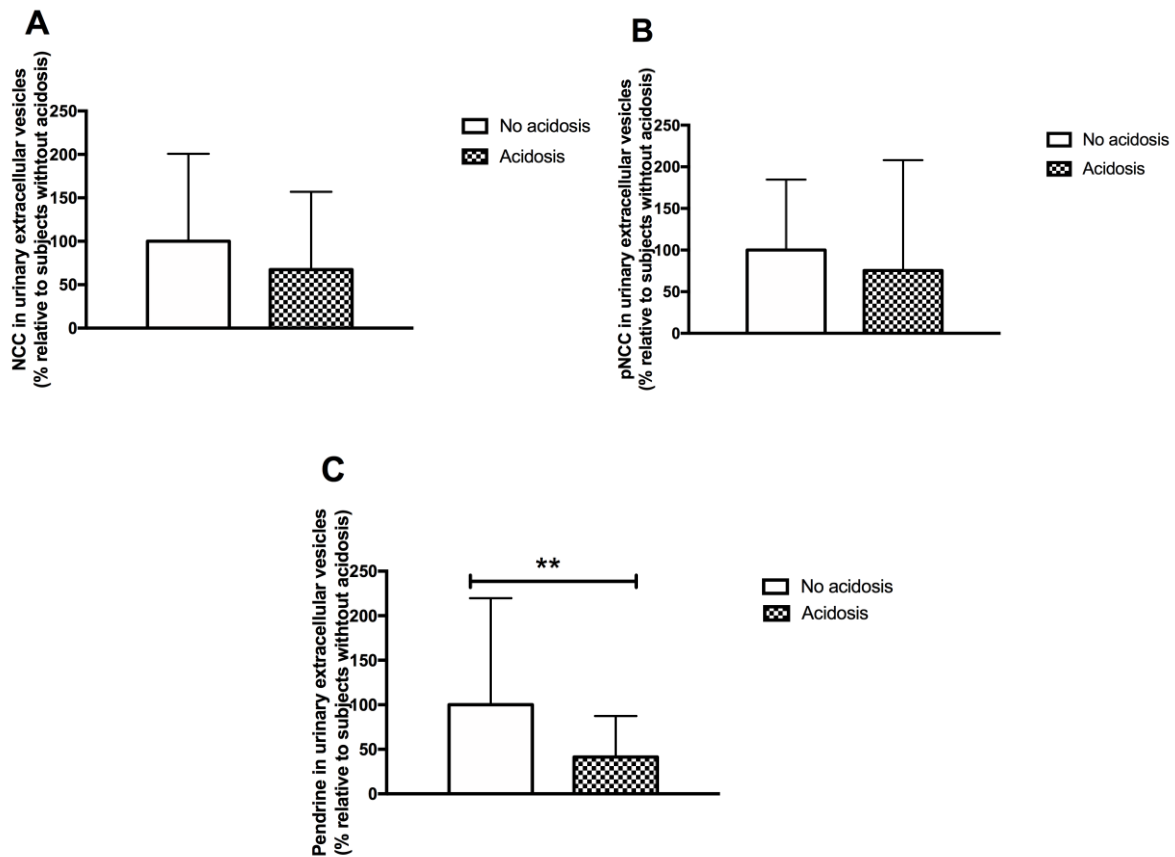 A
NCC in urinary extracellular vesicles
(% relative to subjects withtout acidosis)
250
200
150
100
50
0
No acidosis
Acidosis
B
pNCC in urinary extracellular vesicles
(% relative to subjects withtout acidosis)
250
200
150
100
50
0
No acidosis
Acidosis
C
Pendrine in urinary extracellular vesicles
(% relative to subjects withtout acidosis)
250
200
150
100
50
0
**
No acidosis
Acidosis